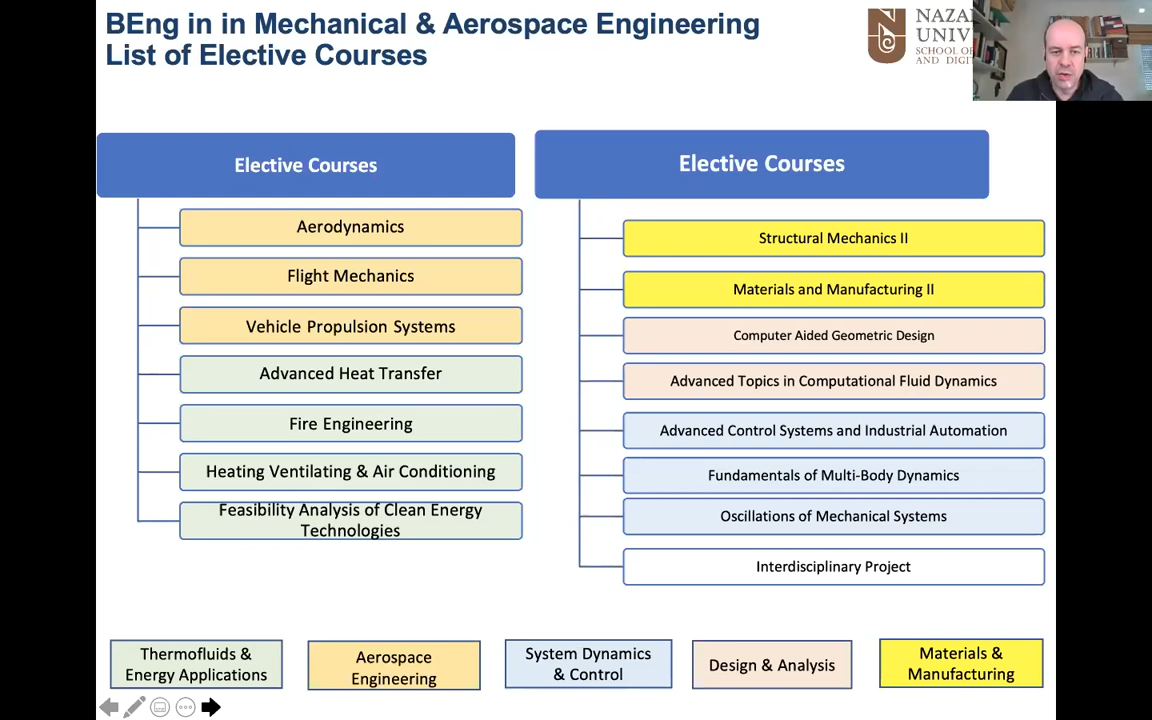 BEng in in Mechanical & Aerospace Engineering
List of Elective Courses
UNIV
SCHOOL OF
Elective Courses
Aerodynamics
Flight Mechanics
Vehicle Propulsion Systems
Advanced Heat Transfer
Fire Engineering
Heating Ventilating & Air Conditioning
Feasibility Analysis of Clean Energy
Technologies
Elective Courses
Structural Mechanics II
Materials and Manufacturing II
Computer Aided Geometric Design
Advanced Topics in Computational Fluid Dynamics
Advanced Control Systems and Industrial Automation
Fundamentals of Multi-Body Dynamics
Oscillations of Mechanical Systems
Interdisciplinary Project
Thermofluids &
Energy Applications
Aerospace
Engineering
System Dynamics
& Control
Design & Analysis
Materials &
Manufacturing